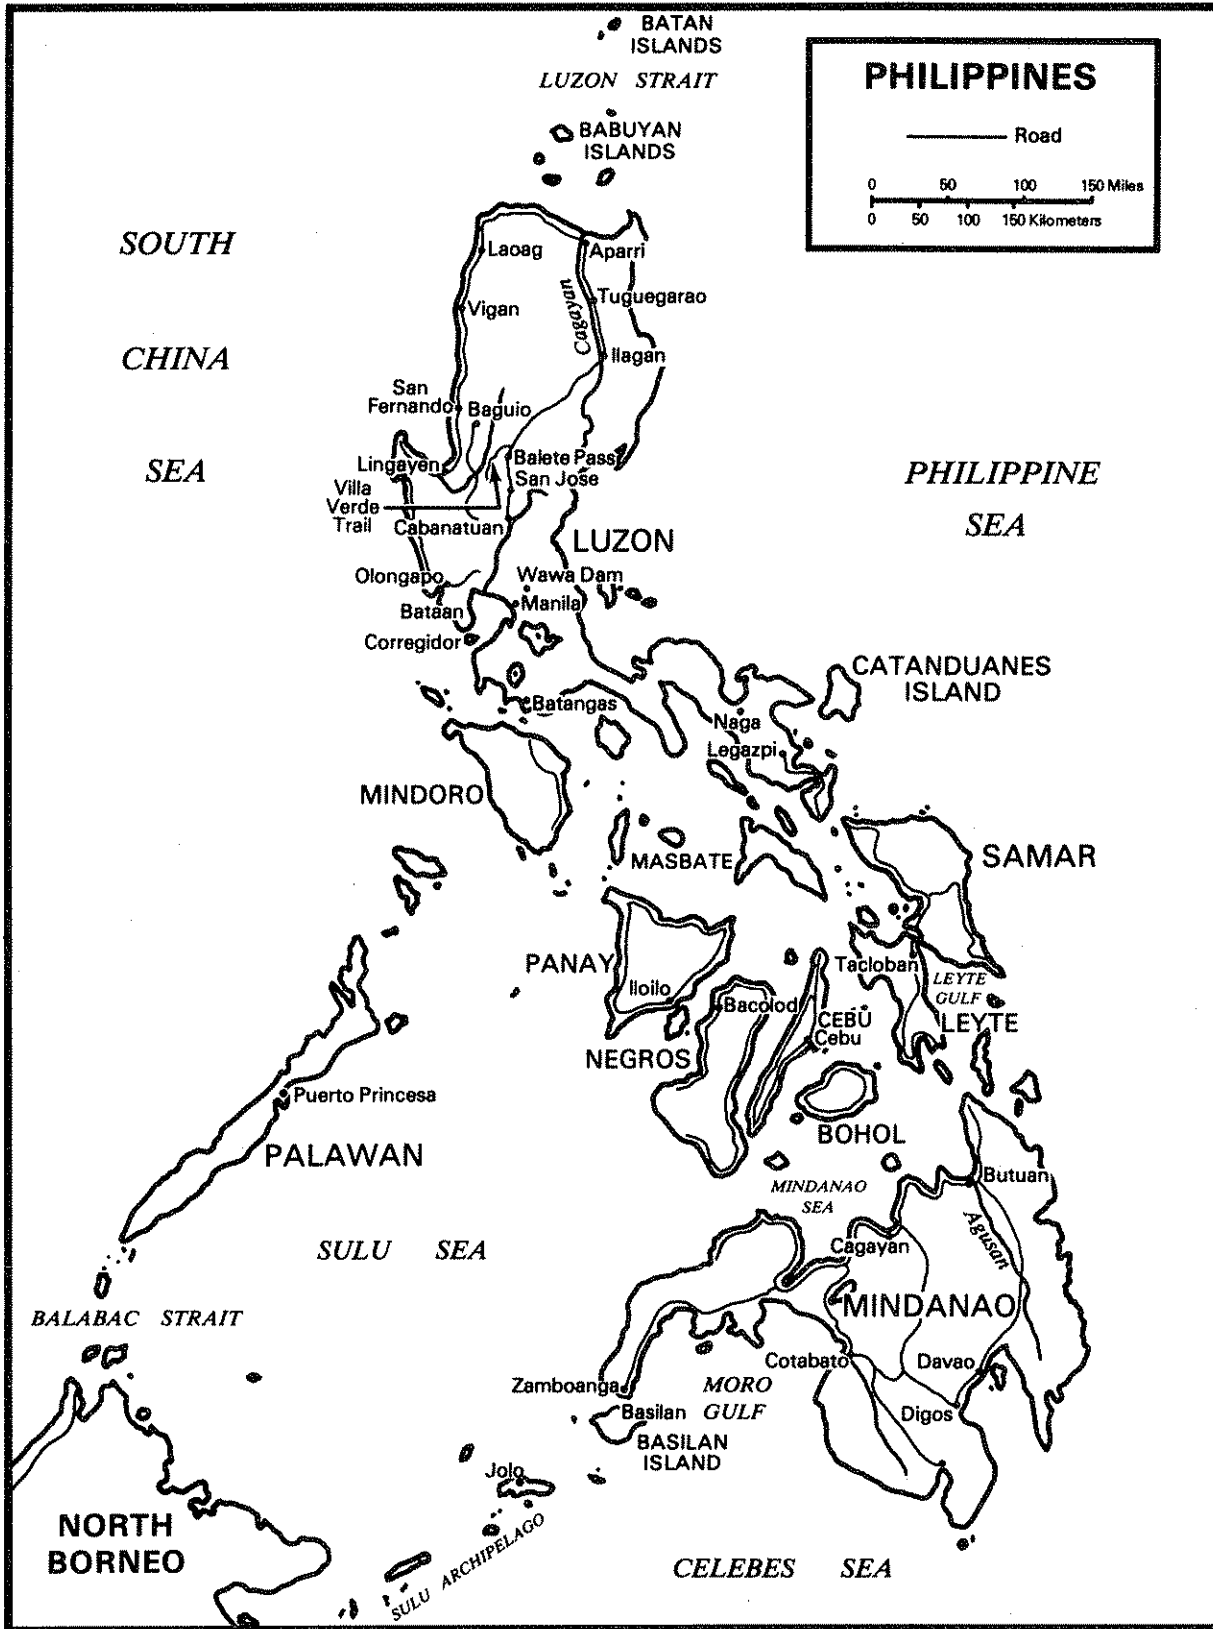 BATAN
ISLANDS
LUZON STRAIT
PHILIPPINES
Road
0 50 100 150 Miles
0 50 100 150 Kilometers
BABUYAN
ISLANDS
SOUTH
CHINA
SEA
Laoag
Aparri
Vigan
Cagayan
Tuguegarao
Ilagan
San
Fernando
Baguio
Lingayen
Balete Pass
San Jose
Villa
Verde
Trail
Cabanatuan
PHILIPPINE
SEA
LUZON
Olongapo
Wawa Dam
Bataan
Manila
Corregidor
CATANDUANES
ISLAND
Batangas
Naga
Legazpi
MINDORO
MASBATE
SAMAR
PANAY
Iloilo
Tacloban
LEYTE
GULF
Bacolod
CEBU
Cebu
LEYTE
NEGROS
Puerto Princesa
PALAWAN
BOHOL
MINDANAO
SEA
Butuan
Agusan
SULU SEA
Cagayan
MINDANAO
BALABAC STRAIT
Cotabato
Davao
Zamboanga
MORO
GULF
Digos
Basilan
BASILAN
ISLAND
Jolo
NORTH
BORNEO
SULU ARCHIPELAGO
CELEBES SEA